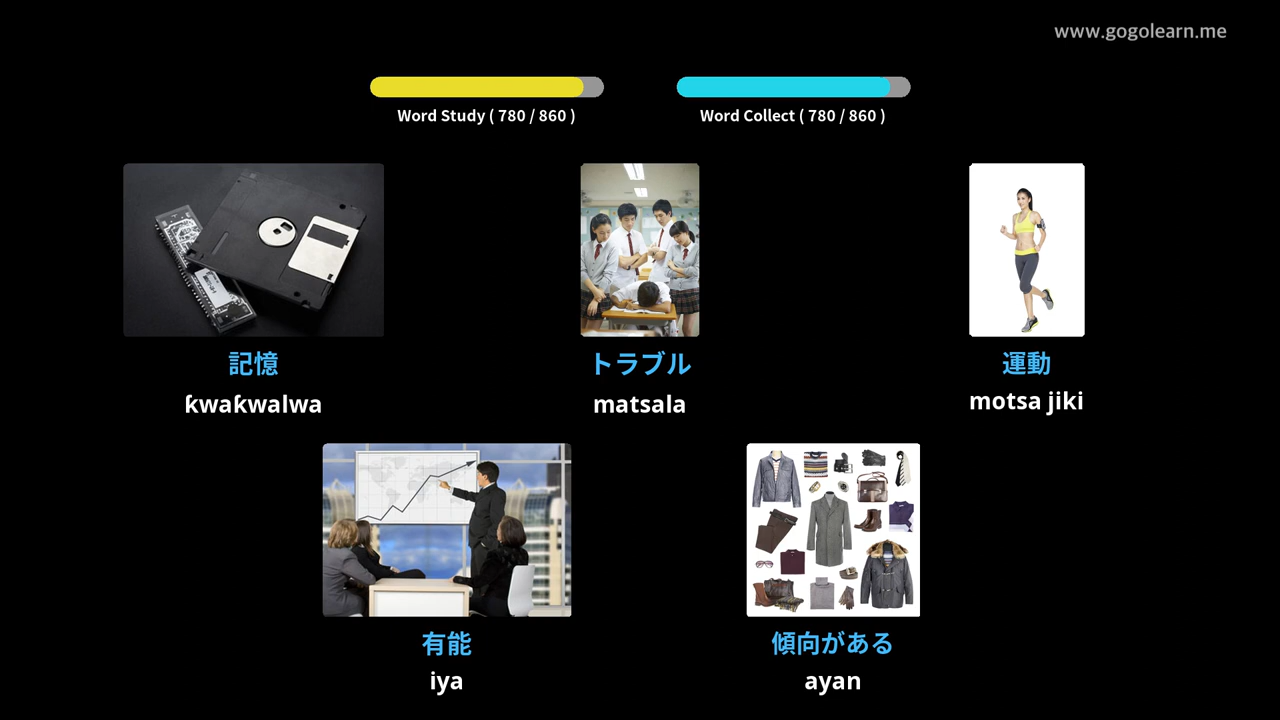 www.gogolearn.me
Word Study ( 780 / 860 )
Word Collect ( 780 / 860 )
記憶
ƙwaƙwalwa
トラブル
matsala
運動
motsa jiki
有能
iya
傾向がある
ayan